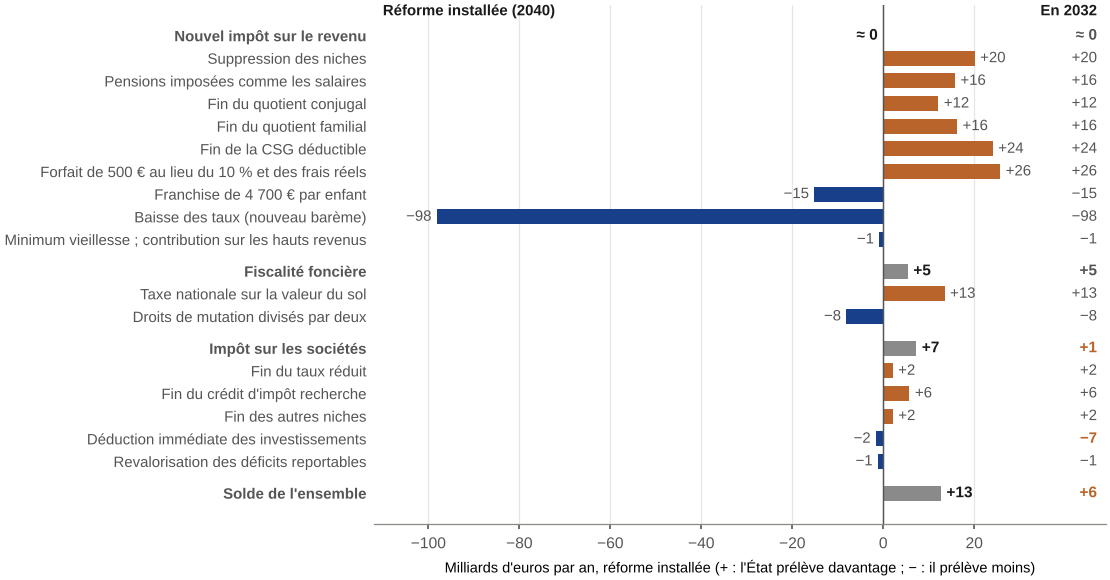 Réforme installée (2040) En 2032
Nouvel impôt sur le revenu ≈ 0 ≈ 0
Suppression des niches +20 +20
Pensions imposées comme les salaires +16 +16
Fin du quotient conjugal +12 +12
Fin du quotient familial +16 +16
Fin de la CSG déductible +24 +24
Forfait de 500 € au lieu du 10 % et des frais réels +26 +26
Franchise de 4 700 € par enfant −15 −15
Baisse des taux (nouveau barème) −98 −98
Minimum vieillesse ; contribution sur les hauts revenus −1 −1
Fiscalité foncière +5 +5
Taxe nationale sur la valeur du sol +13 +13
Droits de mutation divisés par deux −8 −8
Impôt sur les sociétés +7 +1
Fin du taux réduit +2 +2
Fin du crédit d'impôt recherche +6 +6
Fin des autres niches +2 +2
Déduction immédiate des investissements −2 −7
Revalorisation des déficits reportables −1 −1
Solde de l'ensemble +13 +6
−100 −80 −60 −40 −20 0 20
Milliards d'euros par an, réforme installée (+ : l'État prélève davantage ; − : il prélève moins)